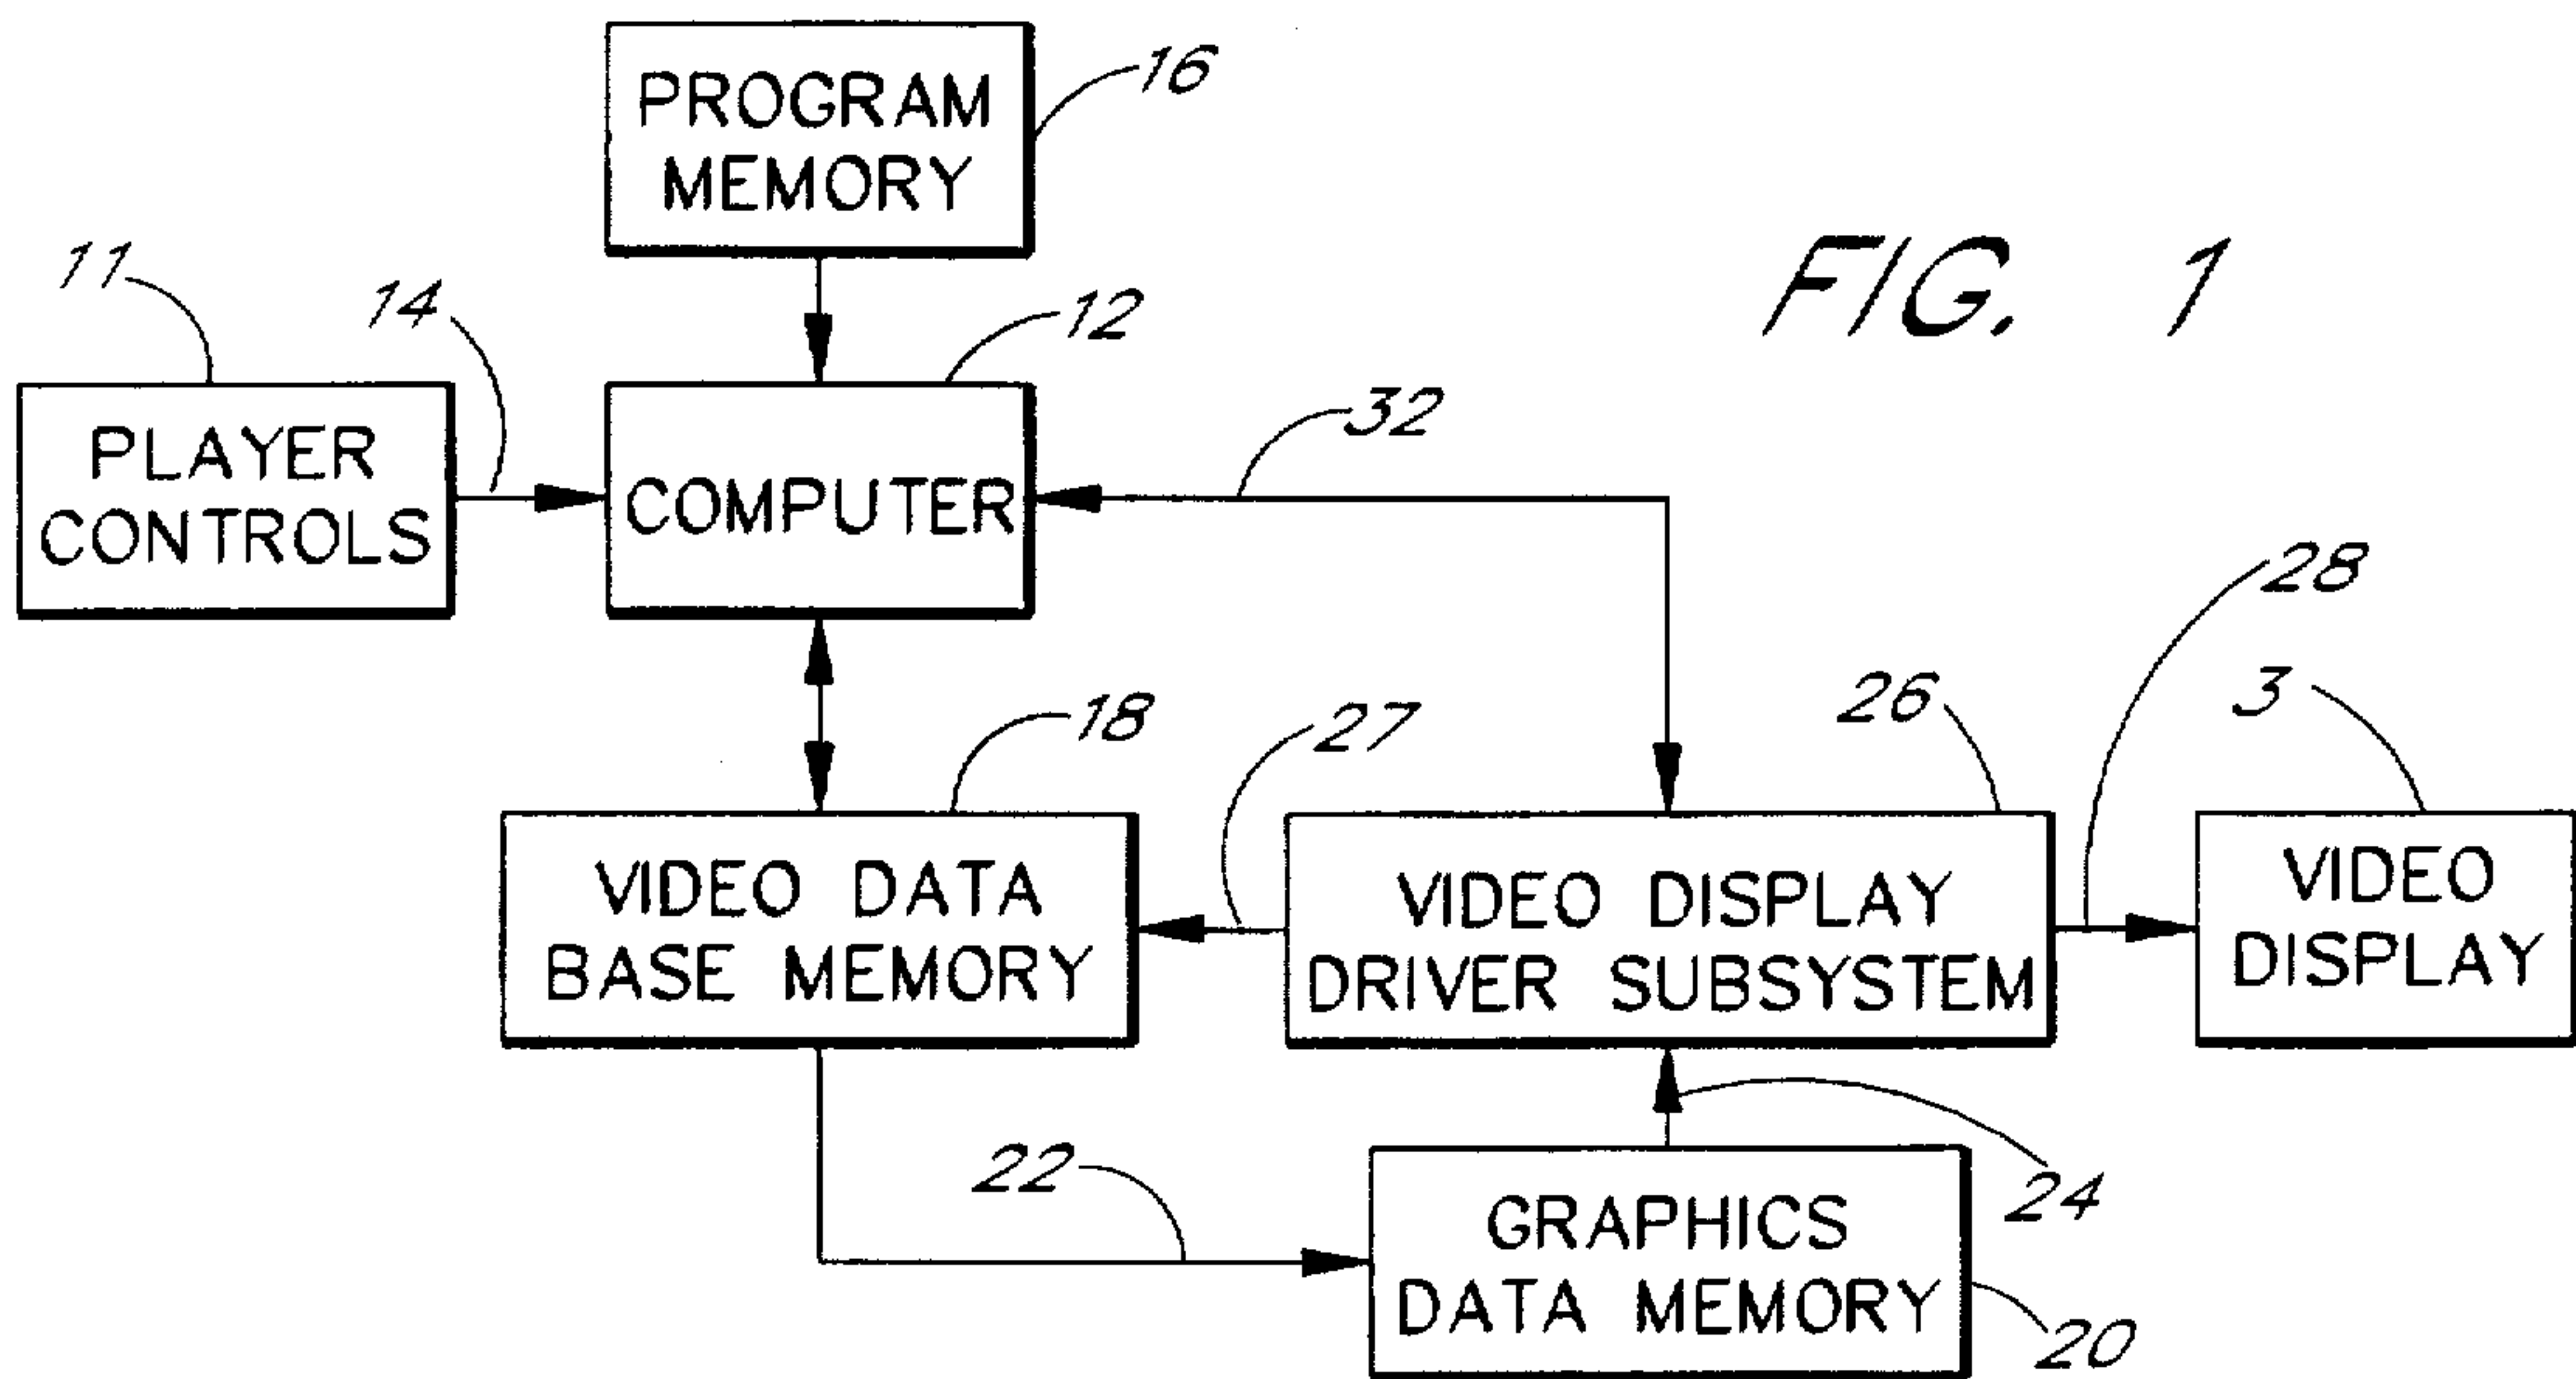 PROGRAM
MEMORY
16
FIG. 1
11
14
12
PLAYER
CONTROLS
COMPUTER
32
28
18
27
26
3
VIDEO DATA
BASE MEMORY
VIDEO DISPLAY
DRIVER SUBSYSTEM
VIDEO
DISPLAY
22
24
GRAPHICS
DATA MEMORY
20